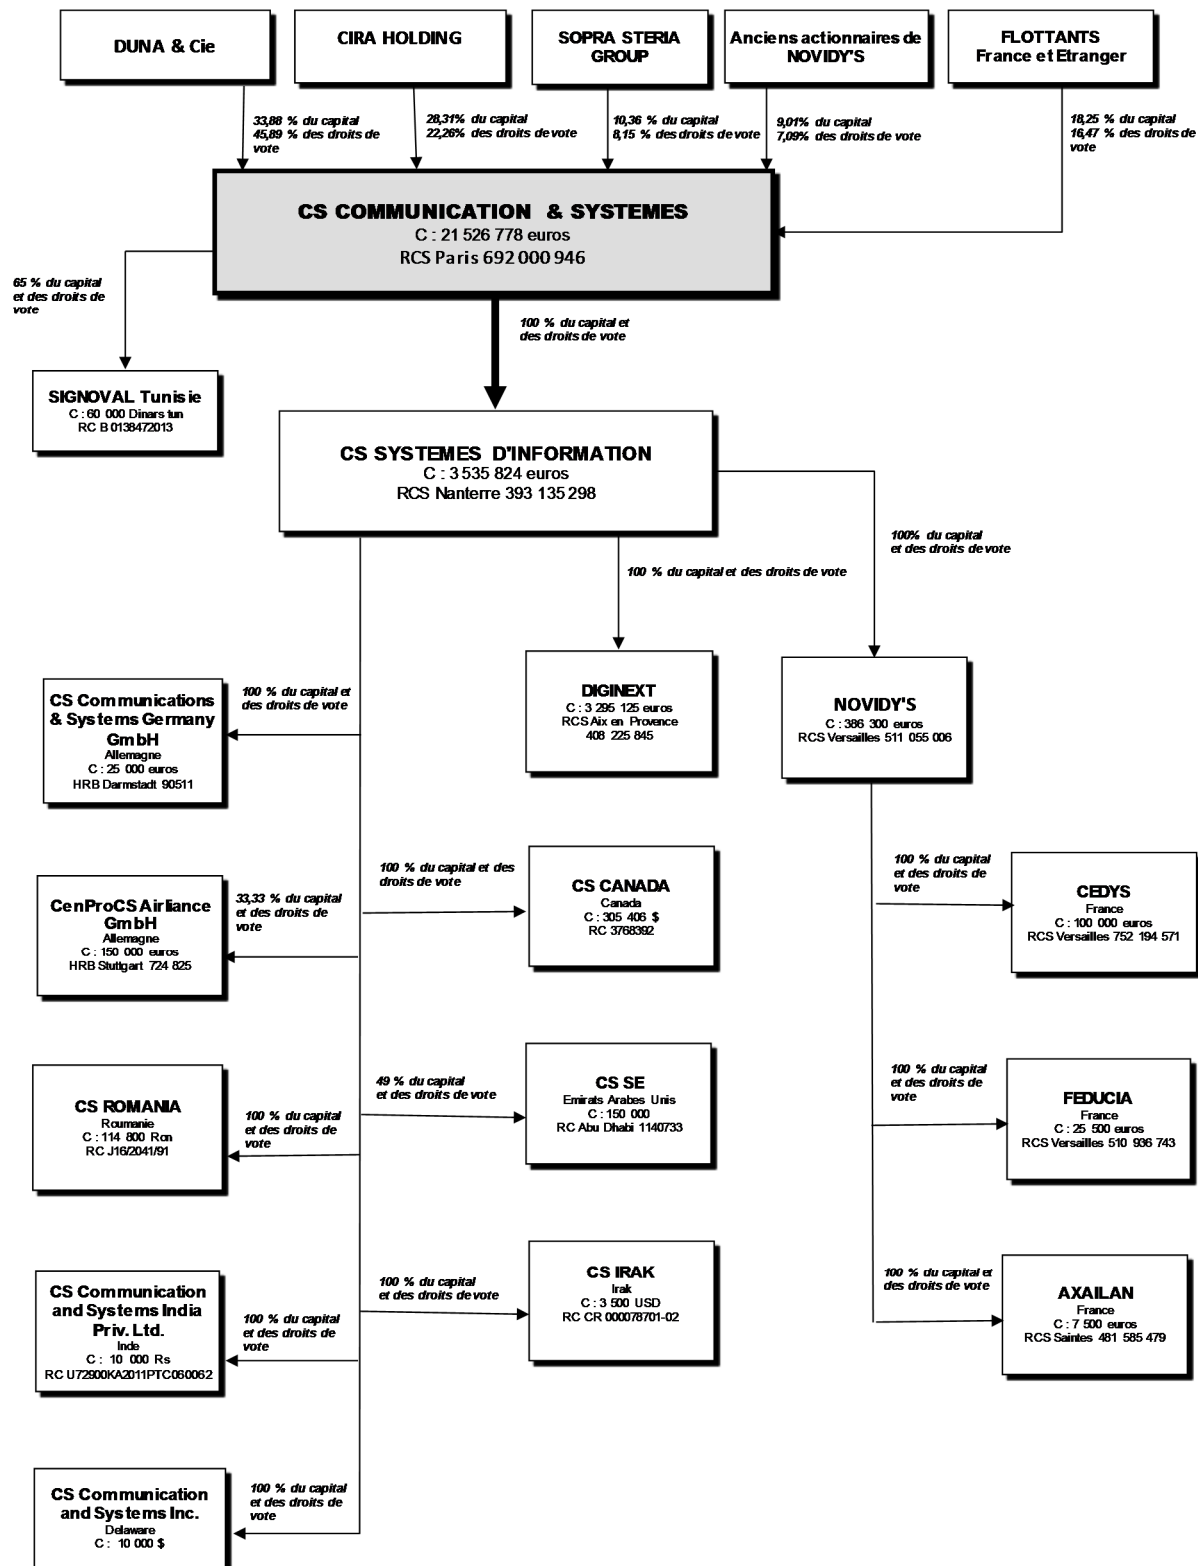 DUNA & Cie
CIRA HOLDING
SOPRA STERIA
GROUP
Anciens actionnaires de
NOVIDY'S
FLOTTANTS
France et Etranger
33,88 % du capital
45,89 % des droits de
vote
28,31% du capital
22,26% des droits de vote
10,36 % du capital
8,15 % des droits de vote
9,01% du capital
7,09% des droits de vote
18,25 % du capital
16,47 % des droits de
vote
CS COMMUNICATION & SYSTEMES
C : 21 526 778 euros
RCS Paris 692 000 946
65 % du capital
et des droits de
vote
100 % du capital et
des droits de vote
SIGNOVAL Tunisie
C : 60 000 Dinars tun
RC B 0138472013
CS SYSTEMES D'INFORMATION
C : 3 535 824 euros
RCS Nanterre 393 135 298
100 % du capital et des droits de vote
100% du capital
et des droits de vote
CS Communications
& Systems Germany
GmbH
Allemagne
C : 25 000 euros
HRB Darmstadt 90511
100 % du capital et
des droits de vote
DIGINEXT
C : 3 295 125 euros
RCS Aix en Provence
408 225 845
NOVIDY'S
C : 386 300 euros
RCS Versailles 511 055 006
CenProCS Airliance
GmbH
Allemagne
C : 150 000 euros
HRB Stuttgart 724 825
33,33 % du capital
et des droits de
vote
100 % du capital et des
droits de vote
CS CANADA
Canada
C : 305 406 $
RC 3768392
100 % du capital
et des droits de
vote
CEDYS
France
C : 100 000 euros
RCS Versailles 752 194 571
CS ROMANIA
Roumanie
C : 114 800 Ron
RC J16/2041/91
100 % du capital
et des droits de
vote
49 % du capital
et des droits de vote
CS SE
Emirats Arabes Unis
C : 150 000
RC Abu Dhabi 1140733
100 % du capital
et des droits de
vote
FEDUCIA
France
C : 25 500 euros
RCS Versailles 510 936 743
CS Communication
and Systems India
Priv. Ltd.
Inde
C : 10 000 Rs
RC U72900KA2011PTC060062
100 % du capital
et des droits de
vote
100 % du capital
et des droits de vote
CS IRAK
Irak
C : 3 500 USD
RC CR 000078701-02
100 % du capital et
des droits de vote
AXAILAN
France
C : 7 500 euros
RCS Saintes 481 585 479
CS Communication
and Systems Inc.
Delaware
C : 10 000 $
100 % du capital
et des droits de
vote